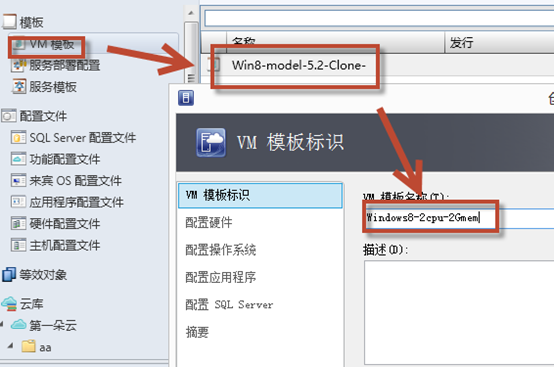 模板
VM 模板
服务部署配置
服务模板
配置文件
SQL Server 配置文件
功能配置文件
来宾 OS 配置文件
应用程序配置文件
硬件配置文件
主机配置文件
等效对象
云库
第一朵云
aa
名称
发行
Win8-model-5.2-Clone-
VM 模板标识
VM 模板标识
配置硬件
配置操作系统
配置应用程序
配置 SQL Server
摘要
VM 模板名称(T):
Windows8-2cpu-2Gmem
描述(D):